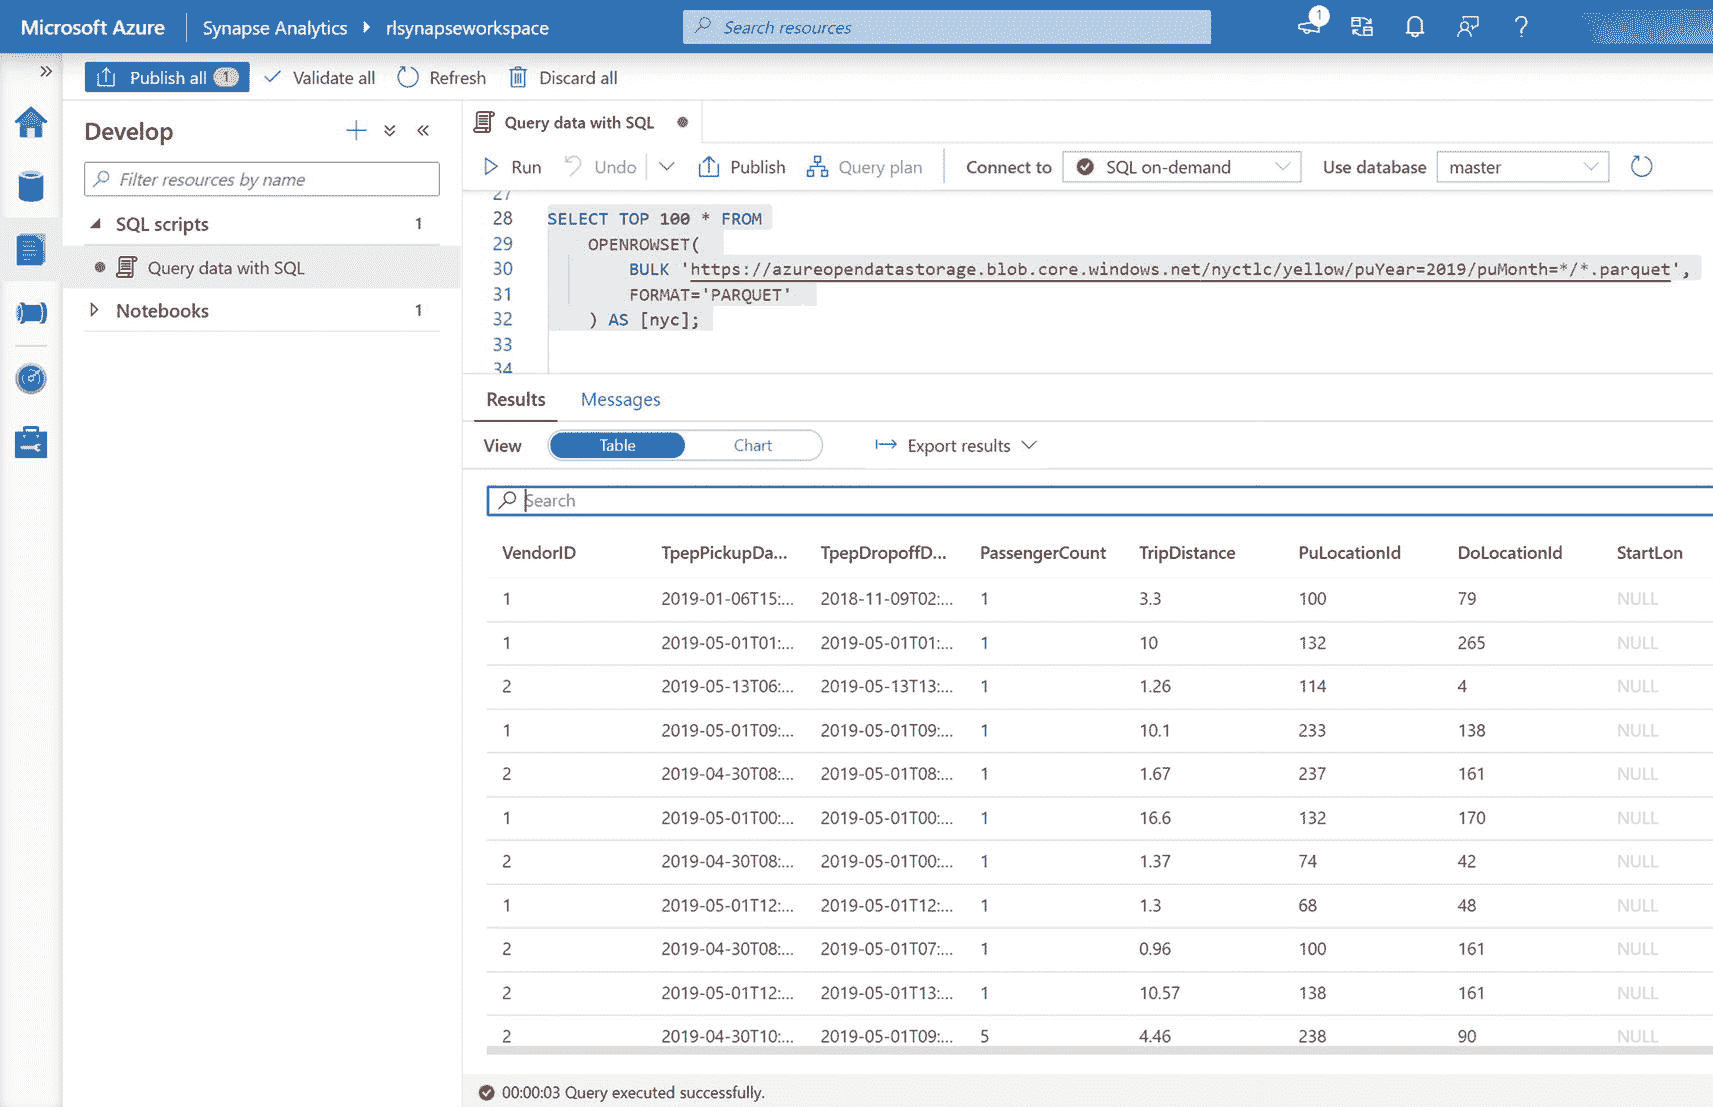 Microsoft Azure Synapse Analytics rlsynapseworkspace Search resources 1
Publish all 1 Validate all Refresh Discard all
Develop
Filter resources by name
SQL scripts 1
Query data with SQL
Notebooks 1
Query data with SQL
Run Undo Publish Query plan Connect to SQL on-demand Use database master
27
28 SELECT TOP 100 * FROM
29 OPENROWSET(
30 BULK 'https://azureopendatastorage.blob.core.windows.net/nyctlc/yellow/puYear=2019/puMonth=*/*.parquet',
31 FORMAT='PARQUET'
32 ) AS [nyc];
33
34
Results Messages
View Table Chart Export results
Search
VendorID TpepPickupDa... TpepDropoffD... PassengerCount TripDistance PuLocationId DoLocationId StartLon
1 2019-01-06T15:... 2018-11-09T02:... 1 3.3 100 79 NULL
1 2019-05-01T01:... 2019-05-01T01:... 1 10 132 265 NULL
2 2019-05-13T06:... 2019-05-13T13:... 1 1.26 114 4 NULL
1 2019-05-01T09:... 2019-05-01T09:... 1 10.1 233 138 NULL
2 2019-04-30T08:... 2019-05-01T08:... 1 1.67 237 161 NULL
1 2019-05-01T00:... 2019-05-01T00:... 1 16.6 132 170 NULL
2 2019-04-30T08:... 2019-05-01T00:... 1 1.37 74 42 NULL
1 2019-05-01T12:... 2019-05-01T12:... 1 1.3 68 48 NULL
2 2019-04-30T08:... 2019-05-01T07:... 1 0.96 100 161 NULL
2 2019-05-01T12:... 2019-05-01T13:... 1 10.57 138 161 NULL
2 2019-04-30T10:... 2019-05-01T09:... 5 4.46 238 90 NULL
00:00:03 Query executed successfully.